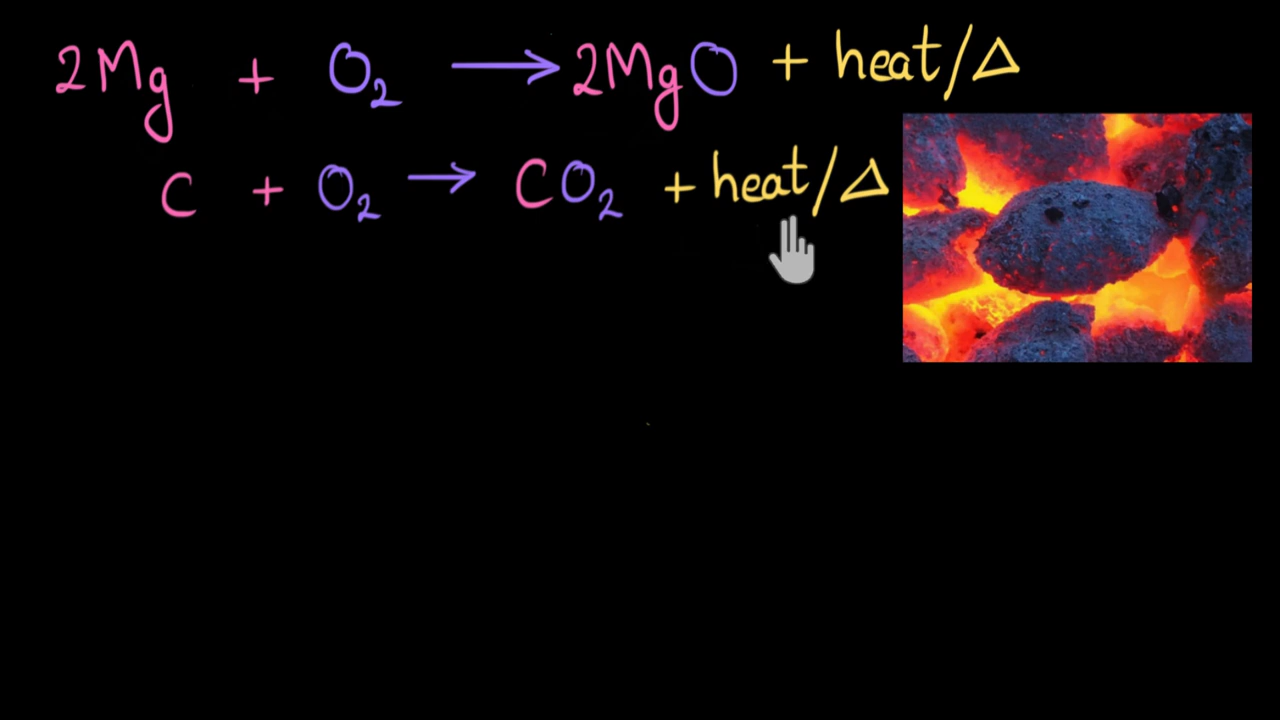 2Mg + O₂ → 2MgO + heat/Δ
C + O₂ → CO₂ + heat/Δ